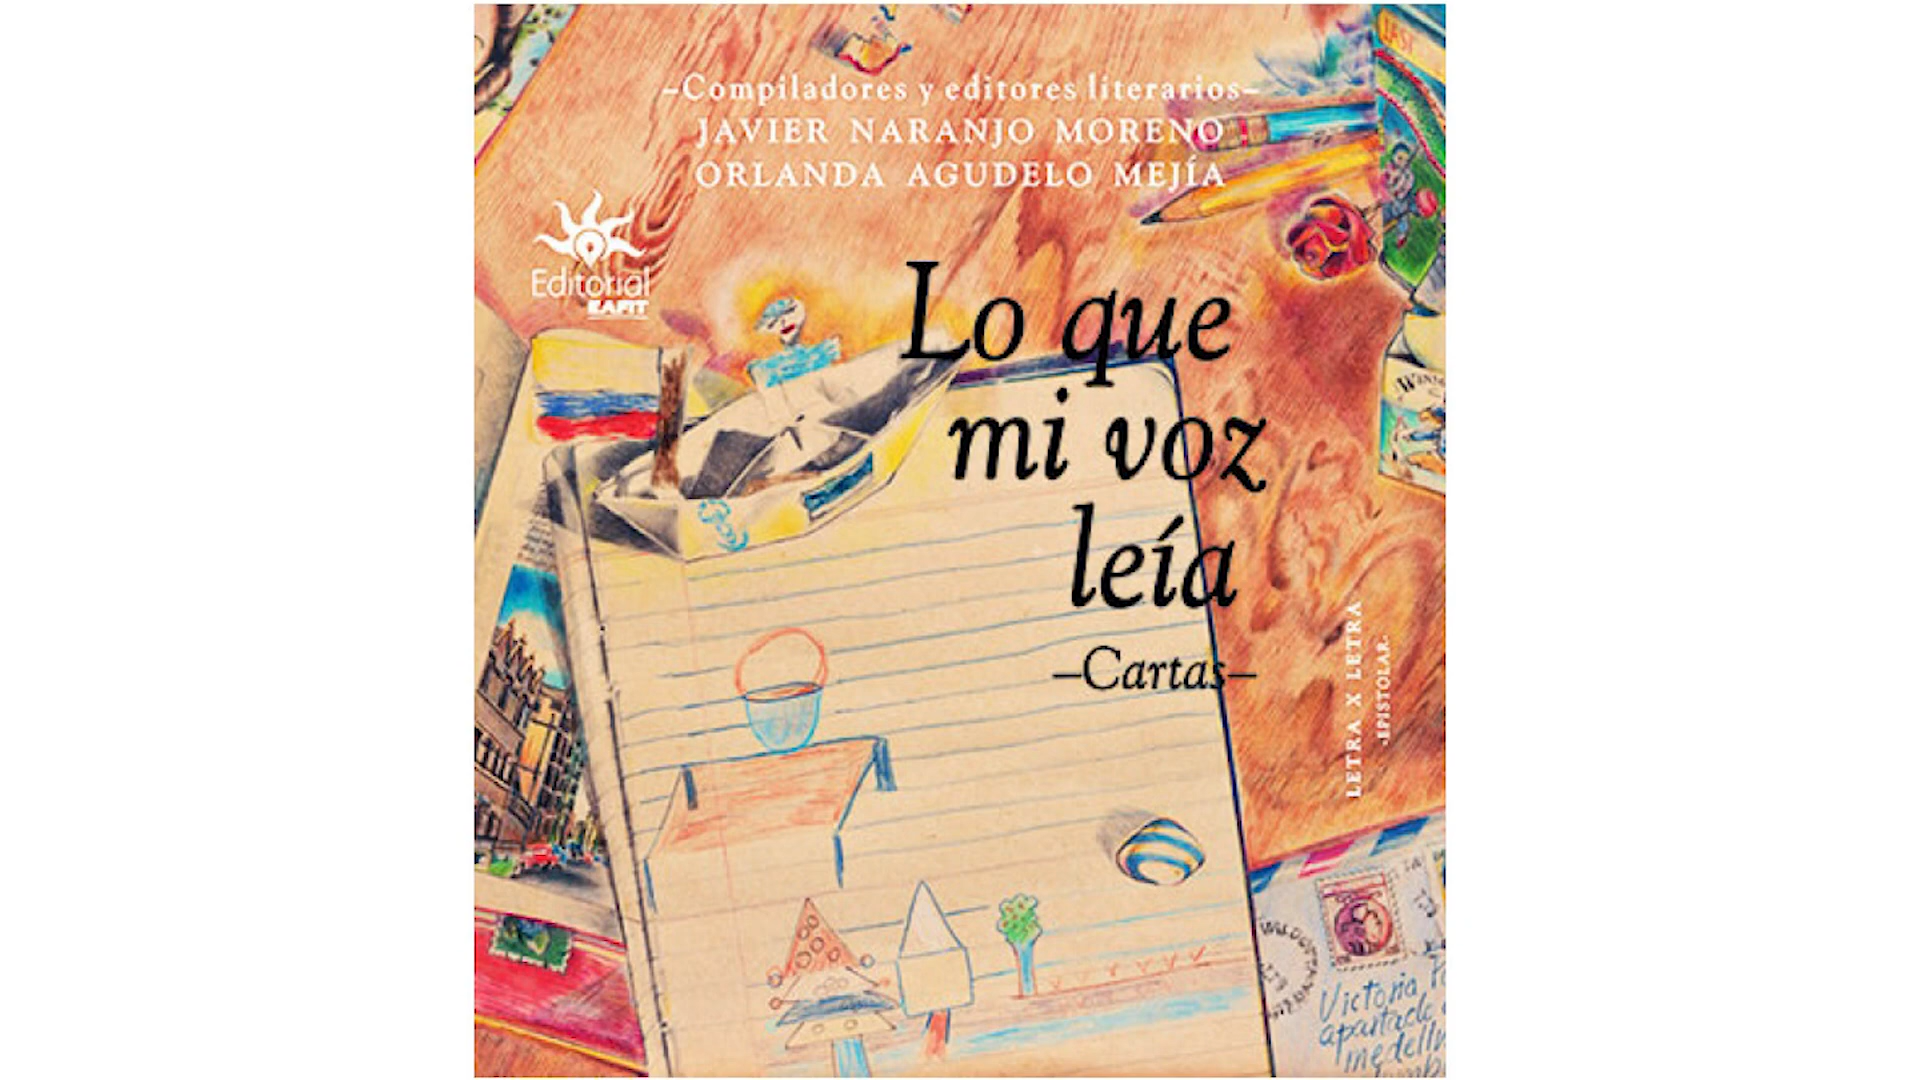 –Compiladores y editores literarios–
JAVIER NARANJO MORENO
ORLANDA AGUDELO MEJÍA
Editorial
EAFIT
Lo que
mi voz
leía
–Cartas–
LETRA X LETRA
-EPISTOLAR-
Victoria
apartado
medellín